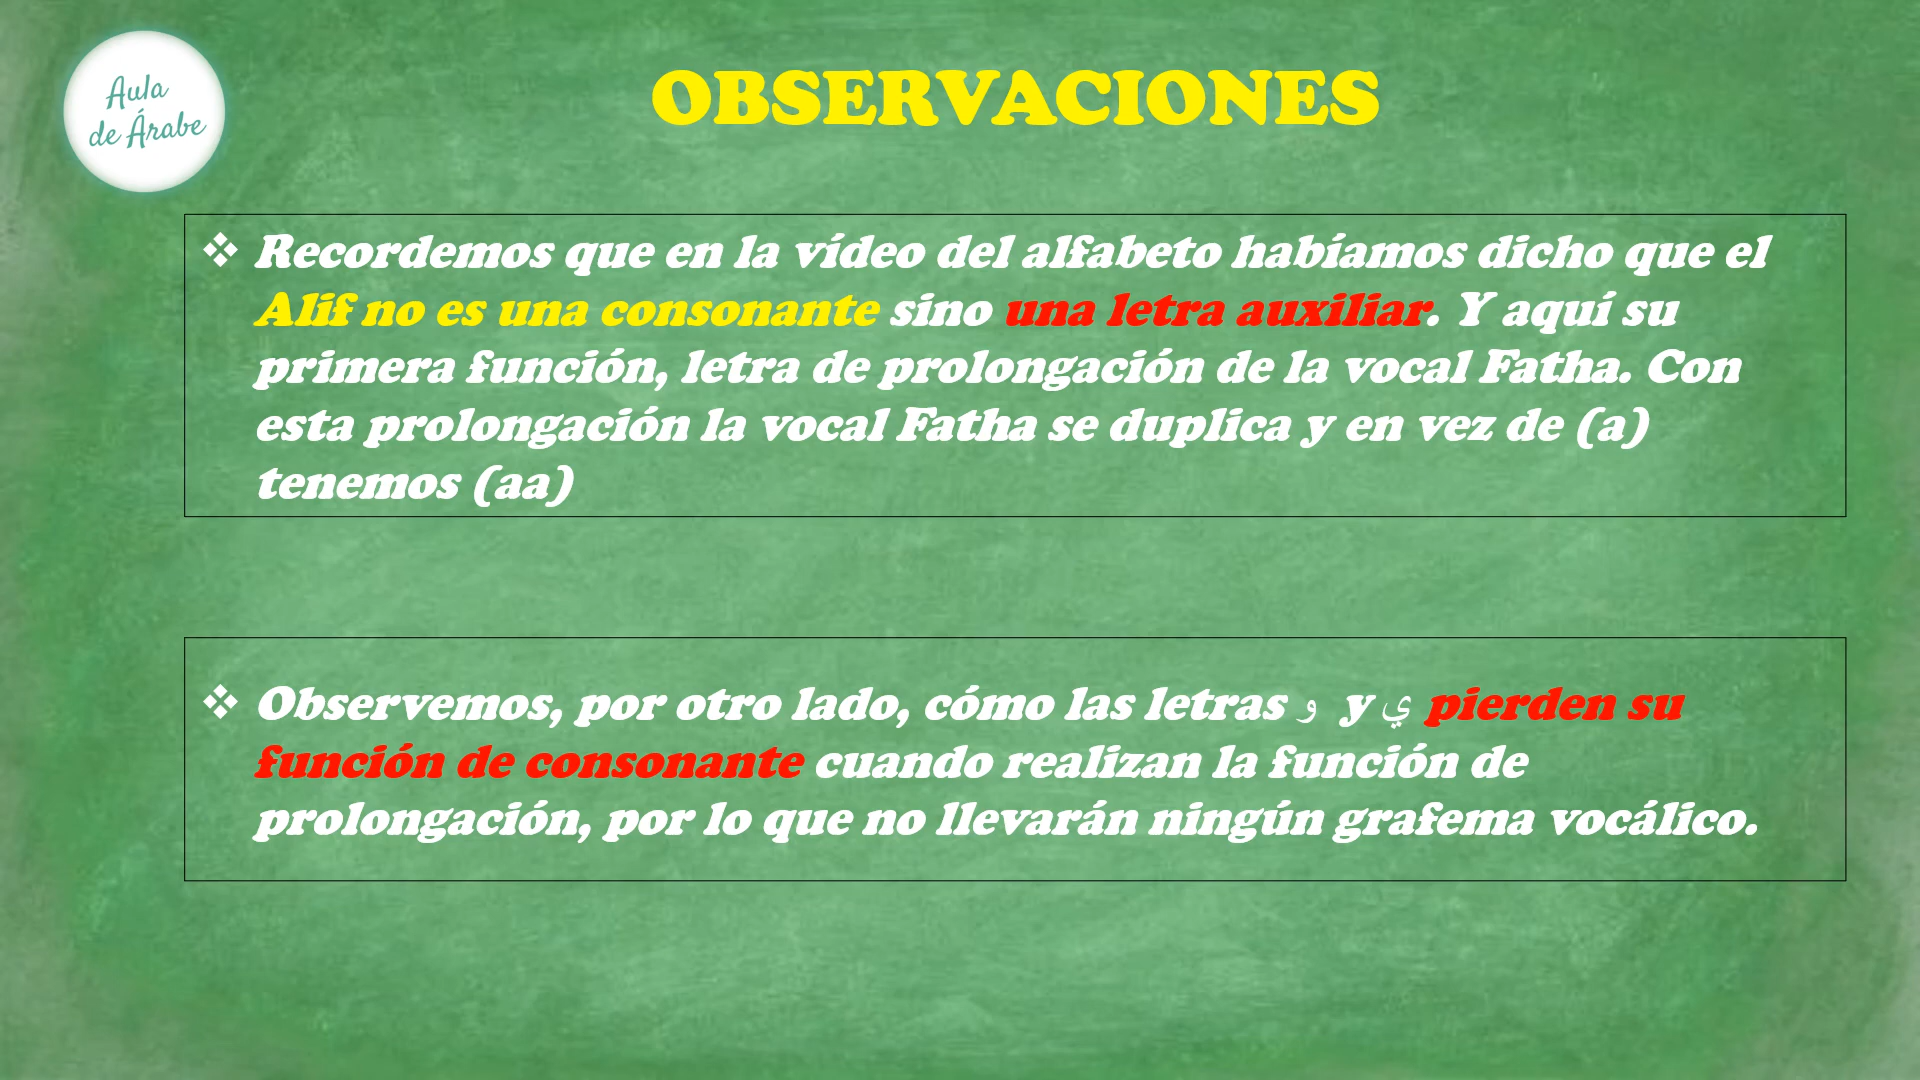 Aula
de Árabe
OBSERVACIONES
❖ Recordemos que en la vídeo del alfabeto habíamos dicho que el
Alif no es una consonante sino una letra auxiliar. Y aquí su
primera función, letra de prolongación de la vocal Fatha. Con
esta prolongación la vocal Fatha se duplica y en vez de (a)
tenemos (aa)
❖ Observemos, por otro lado, cómo las letras و y ي pierden su
función de consonante cuando realizan la función de
prolongación, por lo que no llevarán ningún grafema vocálico.